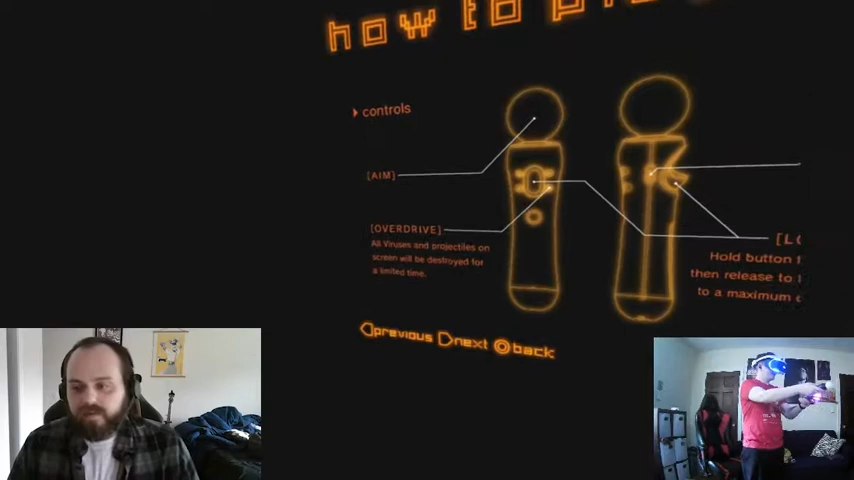 how to
controls
[AIM]
[OVERDRIVE]
All Viruses and projectiles on
screen will be destroyed for
a limited time.
Hold button
then release to
to a maximum
previous next back